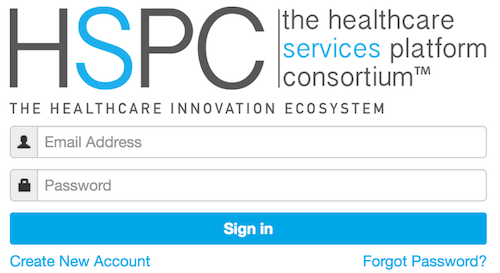 HSPC
the healthcare
services platform
consortium™
THE HEALTHCARE INNOVATION ECOSYSTEM
Email Address
Password
Sign in
Create New Account
Forgot Password?